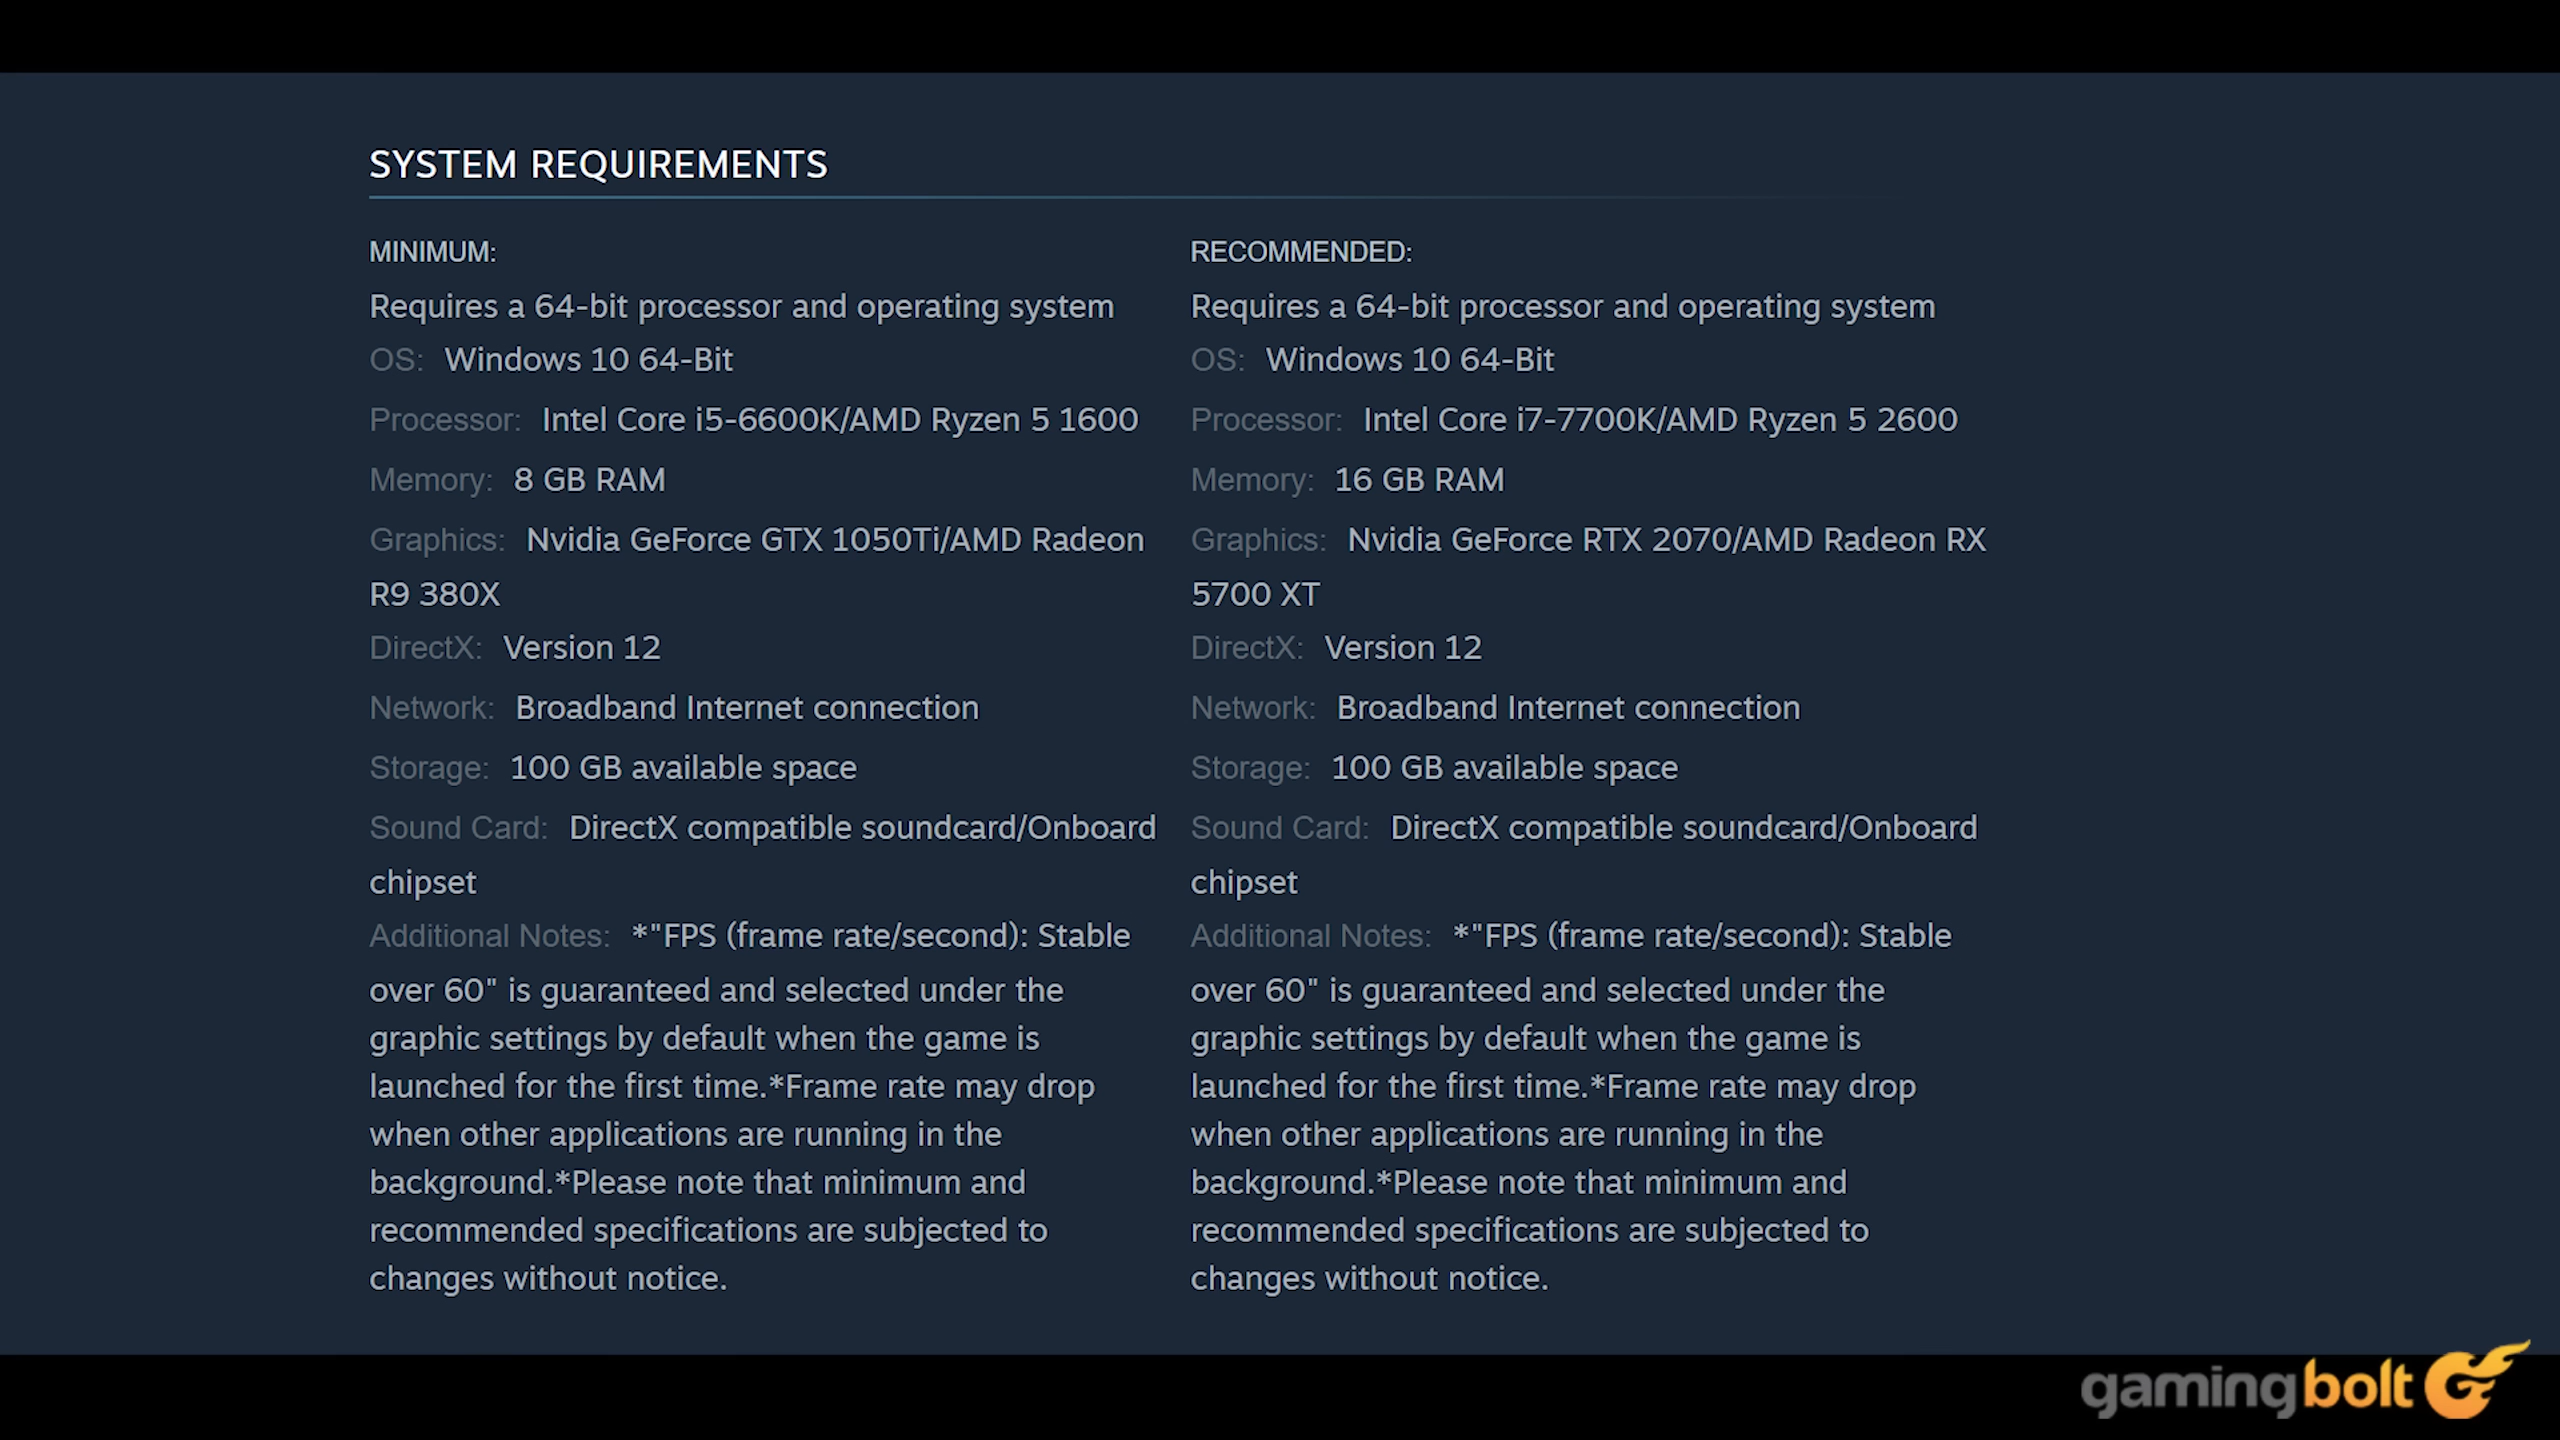 SYSTEM REQUIREMENTS
MINIMUM:
Requires a 64-bit processor and operating system
OS: Windows 10 64-Bit
Processor: Intel Core i5-6600K/AMD Ryzen 5 1600
Memory: 8 GB RAM
Graphics: Nvidia GeForce GTX 1050Ti/AMD Radeon
R9 380X
DirectX: Version 12
Network: Broadband Internet connection
Storage: 100 GB available space
Sound Card: DirectX compatible soundcard/Onboard
chipset
Additional Notes: *"FPS (frame rate/second): Stable
over 60" is guaranteed and selected under the
graphic settings by default when the game is
launched for the first time.*Frame rate may drop
when other applications are running in the
background.*Please note that minimum and
recommended specifications are subjected to
changes without notice.
RECOMMENDED:
Requires a 64-bit processor and operating system
OS: Windows 10 64-Bit
Processor: Intel Core i7-7700K/AMD Ryzen 5 2600
Memory: 16 GB RAM
Graphics: Nvidia GeForce RTX 2070/AMD Radeon RX
5700 XT
DirectX: Version 12
Network: Broadband Internet connection
Storage: 100 GB available space
Sound Card: DirectX compatible soundcard/Onboard
chipset
Additional Notes: *"FPS (frame rate/second): Stable
over 60" is guaranteed and selected under the
graphic settings by default when the game is
launched for the first time.*Frame rate may drop
when other applications are running in the
background.*Please note that minimum and
recommended specifications are subjected to
changes without notice.
gamingbolt